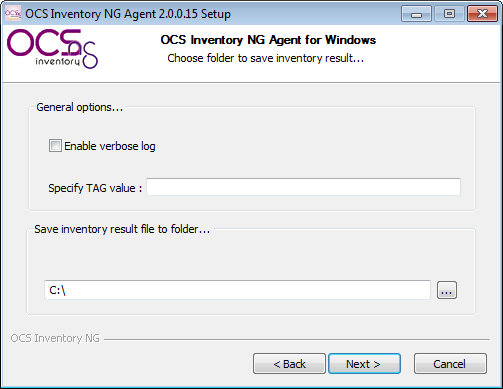 OCS Inventory NG Agent 2.0.0.15 Setup
OCSng
inventory
OCS Inventory NG Agent for Windows
Choose folder to save inventory result...
General options...
Enable verbose log
Specify TAG value :
Save inventory result file to folder...
C:\
...
OCS Inventory NG
< Back
Next >
Cancel